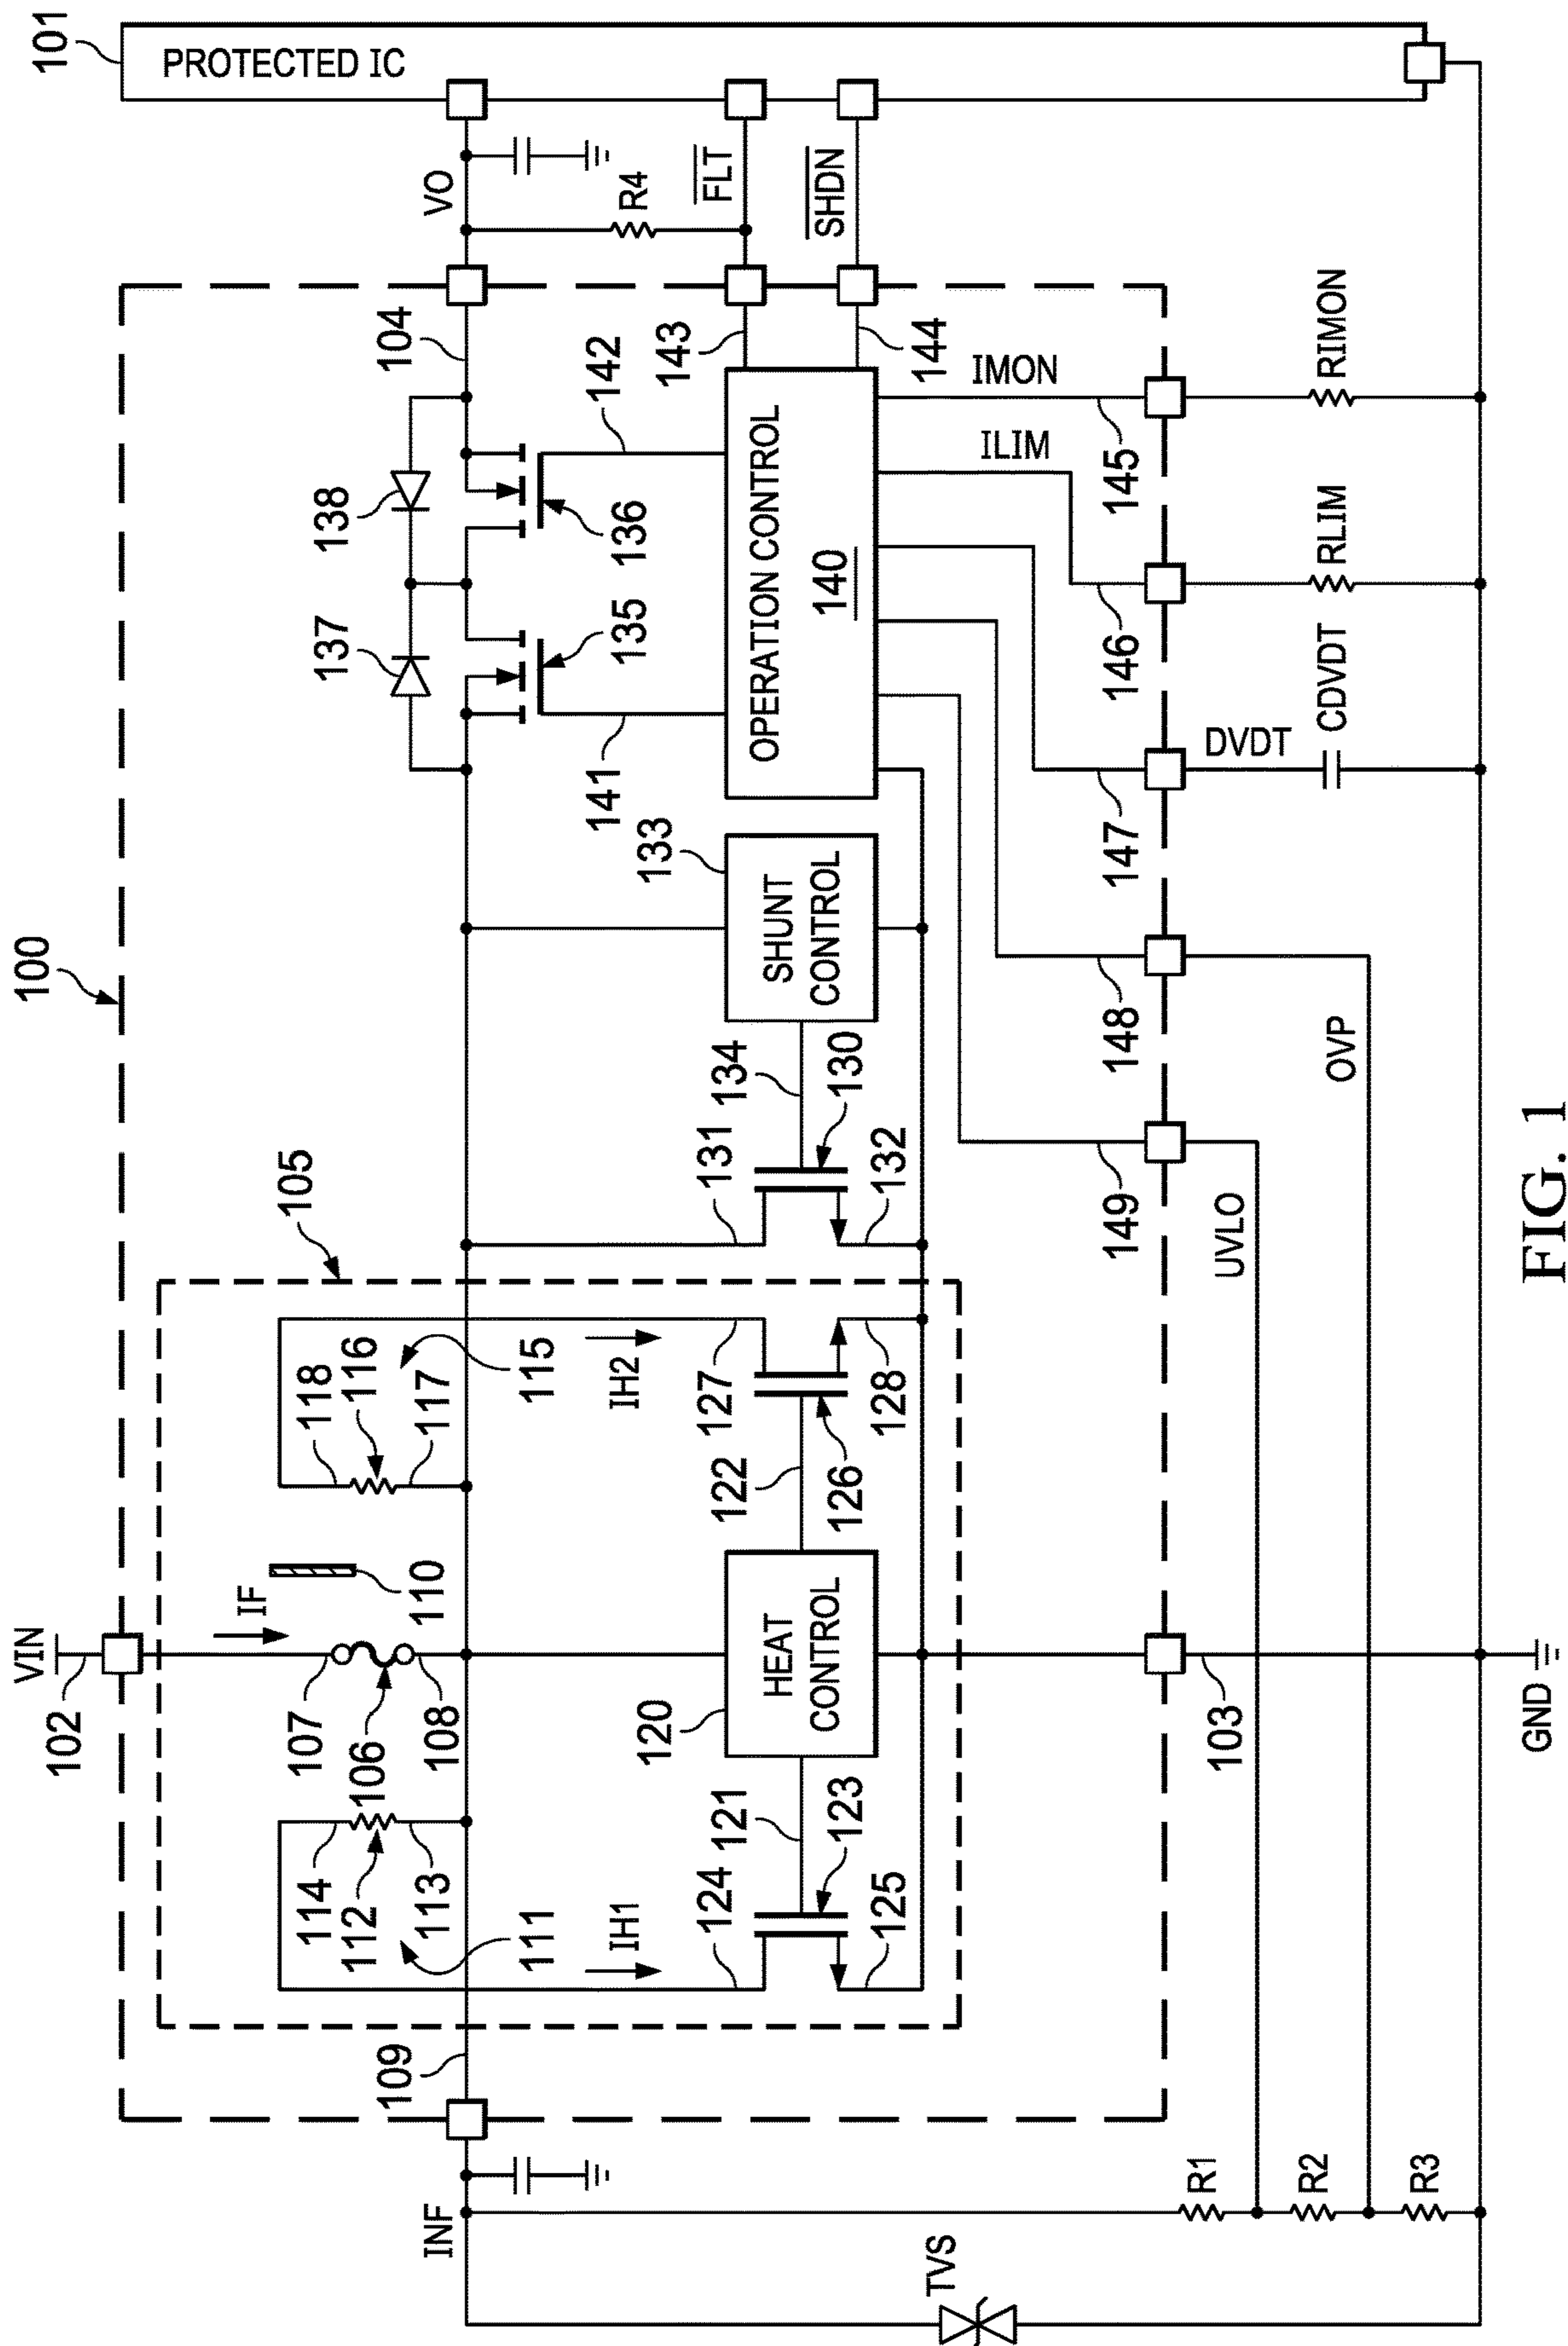 100
101
PROTECTED IC
VIN
102
105
IF
107
106
108
110
114
112
113
111
118
116
117
115
137
138
104
VO
109
INF
IH1
IH2
124
121
123
125
120
HEAT
CONTROL
122
126
127
128
131
134
130
132
133
SHUNT
CONTROL
141
135
136
142
OPERATION CONTROL
140
143
144
R4
FLT
SHDN
IMON
ILIM
145
146
147
148
149
103
UVLO
OVP
DVDT
CDVDT
RLIM
RIMON
TVS
R1
R2
R3
GND
FIG. 1